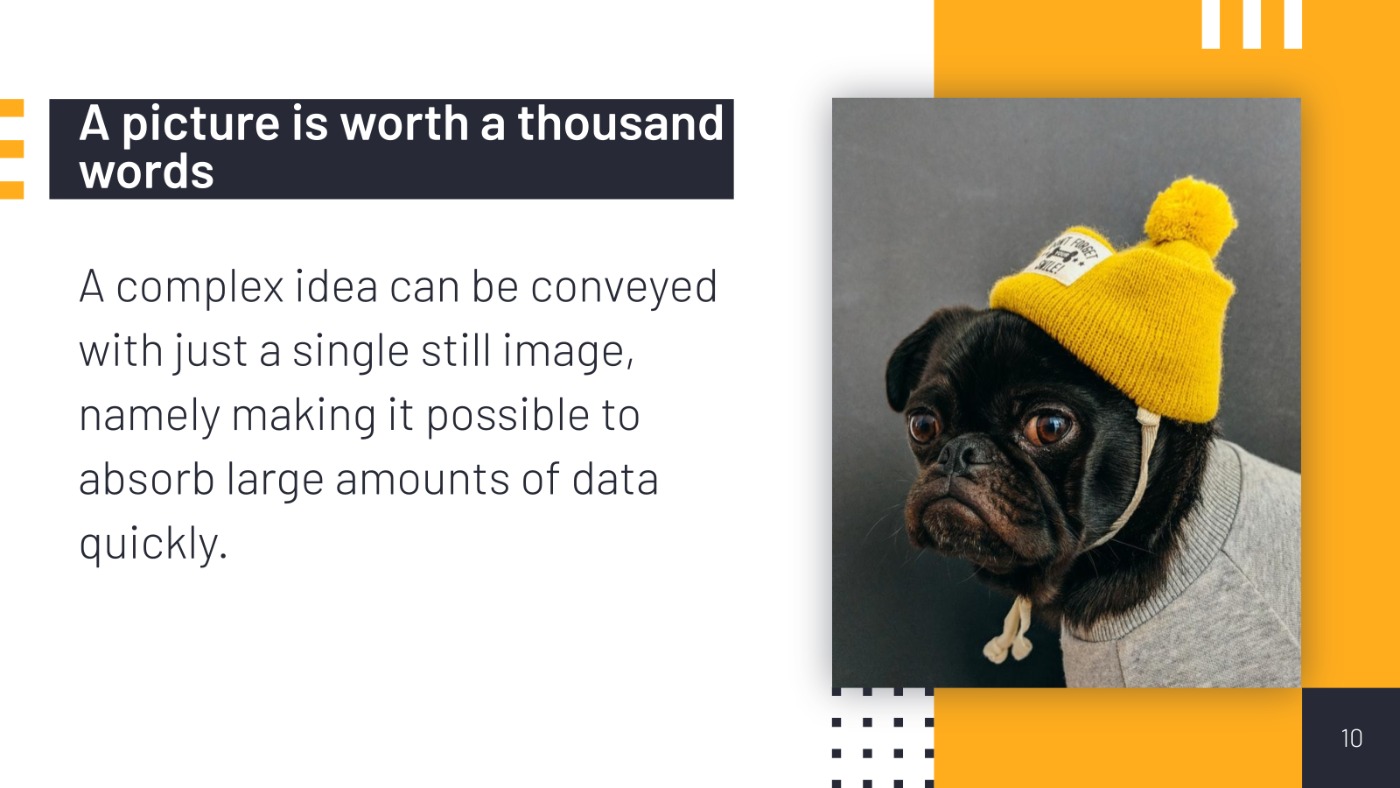 A picture is worth a thousand
words
A complex idea can be conveyed
with just a single still image,
namely making it possible to
absorb large amounts of data
quickly.
FORGET
10